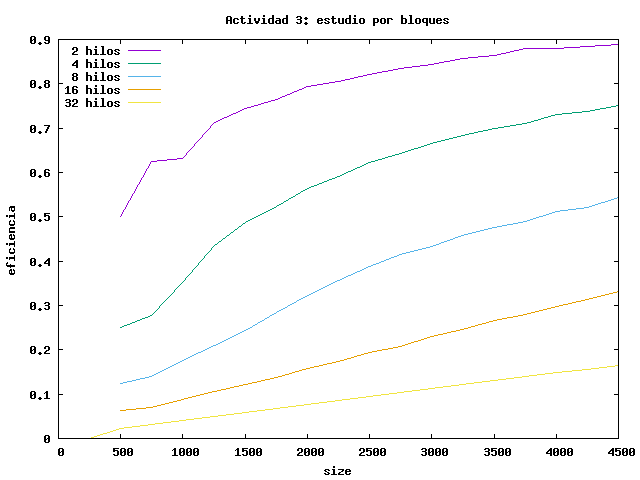 Actividad 3: estudio por bloques
0.9
0.8
0.7
0.6
0.5
0.4
0.3
0.2
0.1
0
eficiencia
2 hilos
4 hilos
8 hilos
16 hilos
32 hilos
0 500 1000 1500 2000 2500 3000 3500 4000 4500
size